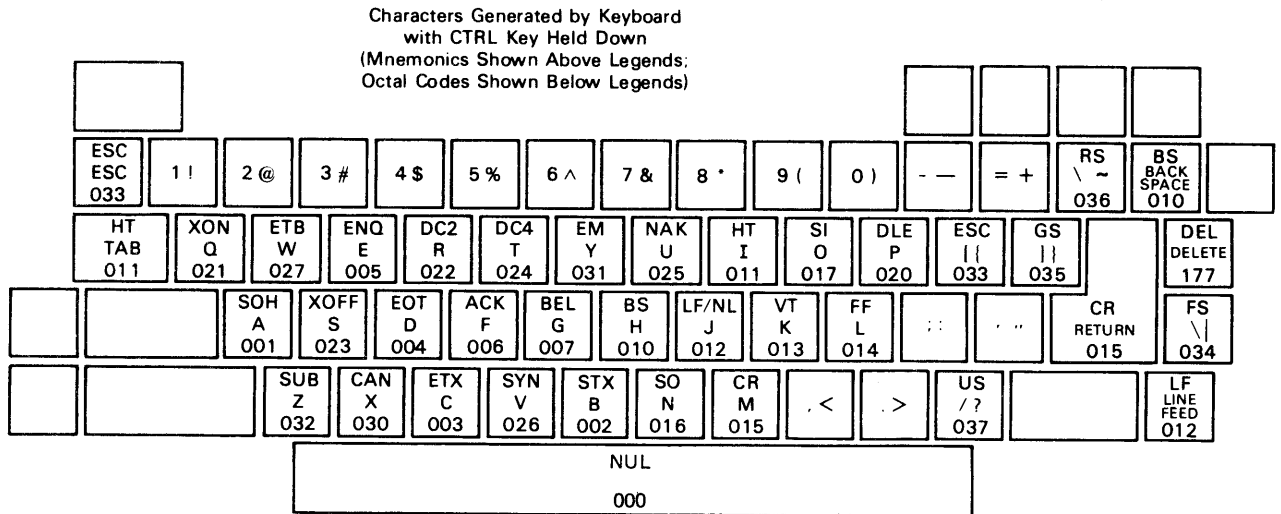 Characters Generated by Keyboard
with CTRL Key Held Down
(Mnemonics Shown Above Legends;
Octal Codes Shown Below Legends)
ESC ESC 033
1 !
2 @
3 #
4 $
5 %
6 ^
7 &
8 *
9 (
0 )
- —
= +
RS \ ~ 036
BS BACK SPACE 010
HT TAB 011
XON Q 021
ETB W 027
ENQ E 005
DC2 R 022
DC4 T 024
EM Y 031
NAK U 025
HT I 011
SI O 017
DLE P 020
ESC [ { 033
GS ] } 035
DEL DELETE 177
SOH A 001
XOFF S 023
EOT D 004
ACK F 006
BEL G 007
BS H 010
LF/NL J 012
VT K 013
FF L 014
; :
' "
CR RETURN 015
FS \ | 034
SUB Z 032
CAN X 030
ETX C 003
SYN V 026
STX B 002
SO N 016
CR M 015
, <
. >
US / ? 037
LF LINE FEED 012
NUL
000